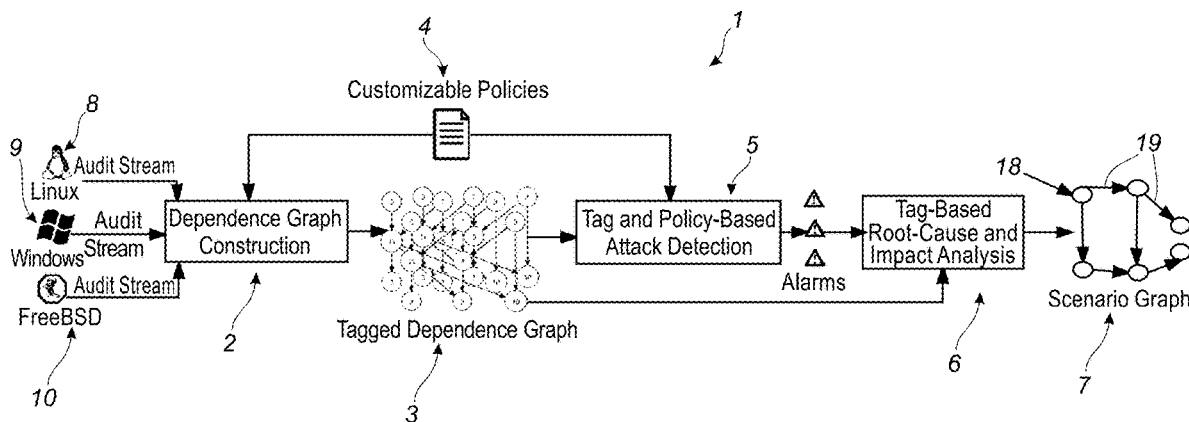 1
4
Customizable Policies
8
9
Audit Stream
Linux
Audit
Stream
Windows
Audit Stream
FreeBSD
10
Dependence Graph
Construction
2
Tagged Dependence Graph
3
5
Tag and Policy-Based
Attack Detection
Alarms
Tag-Based
Root-Cause and
Impact Analysis
6
18
19
Scenario Graph
7